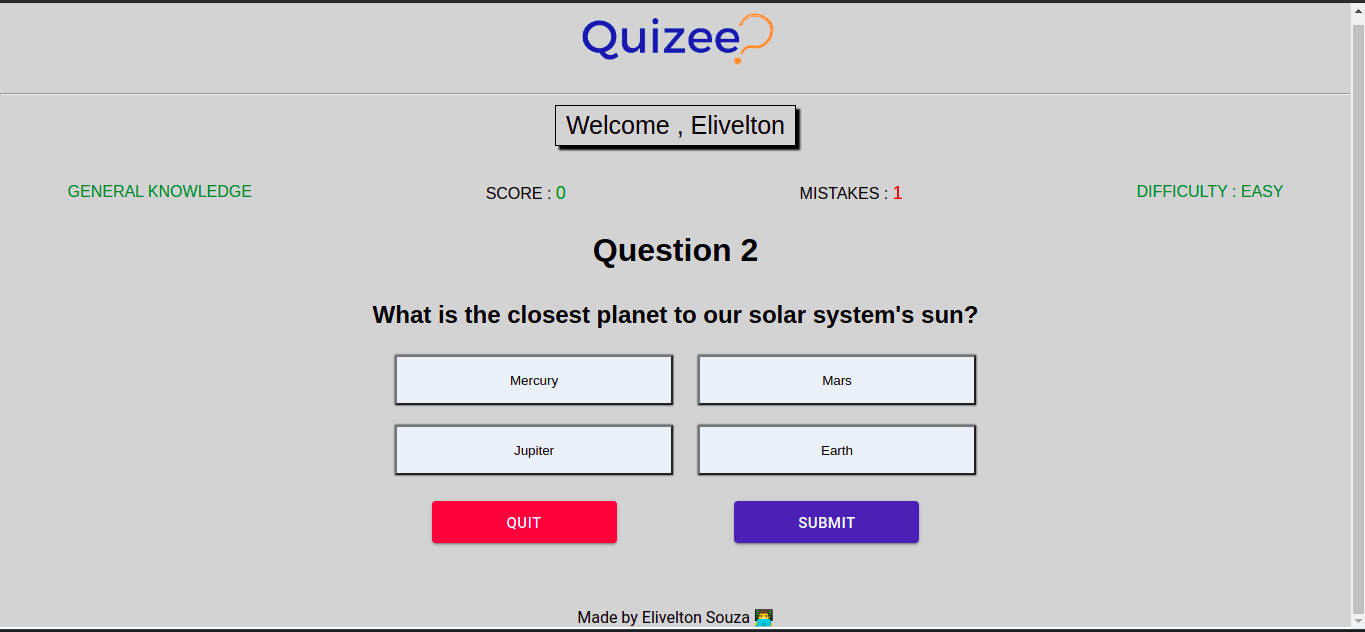 Quizee?
Welcome , Elivelton
GENERAL KNOWLEDGE SCORE : 0 MISTAKES : 1 DIFFICULTY : EASY
Question 2
What is the closest planet to our solar system's sun?
Mercury Mars
Jupiter Earth
QUIT SUBMIT
Made by Elivelton Souza 👨‍💻